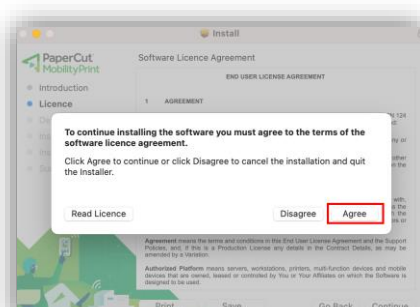 Install
PaperCut
MobilityPrint
Software Licence Agreement
END USER LICENSE AGREEMENT
Introduction
Licence
1 AGREEMENT
To continue installing the software you must agree to the terms of the
software licence agreement.
Click Agree to continue or click Disagree to cancel the installation and quit
the Installer.
Read Licence Disagree Agree
Agreement means the terms and conditions in this End User License Agreement and the Support
Policies, and, if this is a Production License any details in the Contract Details, as may be
amended by a Variation.
Authorized Platform means servers, workstations, printers, multi-function devices and mobile
devices that are owned, leased or controlled by You or Your Affiliates on which the Software is
designed to be used.
Print Save Go Back Continue